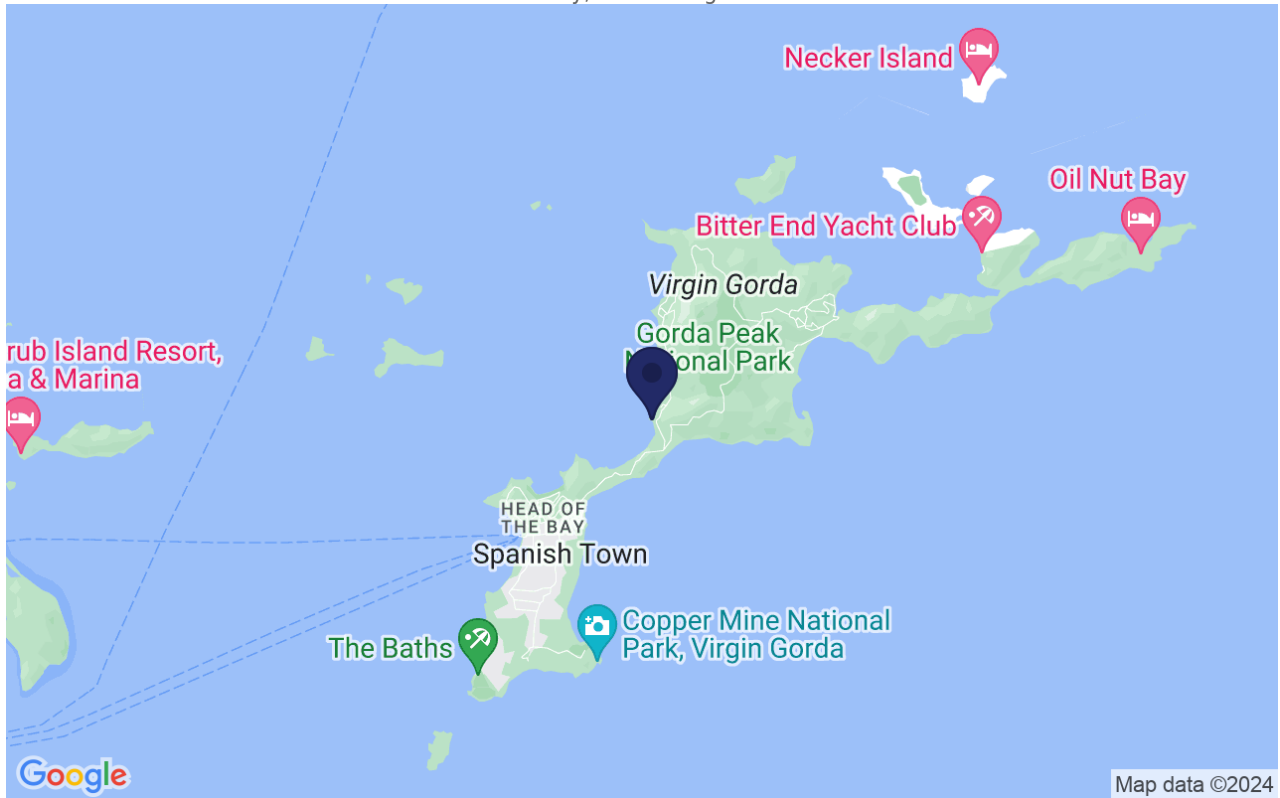 Necker Island
Oil Nut Bay
Bitter End Yacht Club
Virgin Gorda
Gorda Peak
National Park
rub Island Resort,
a & Marina
HEAD OF
THE BAY
Spanish Town
Copper Mine National
Park, Virgin Gorda
The Baths
Google
Map data ©2024